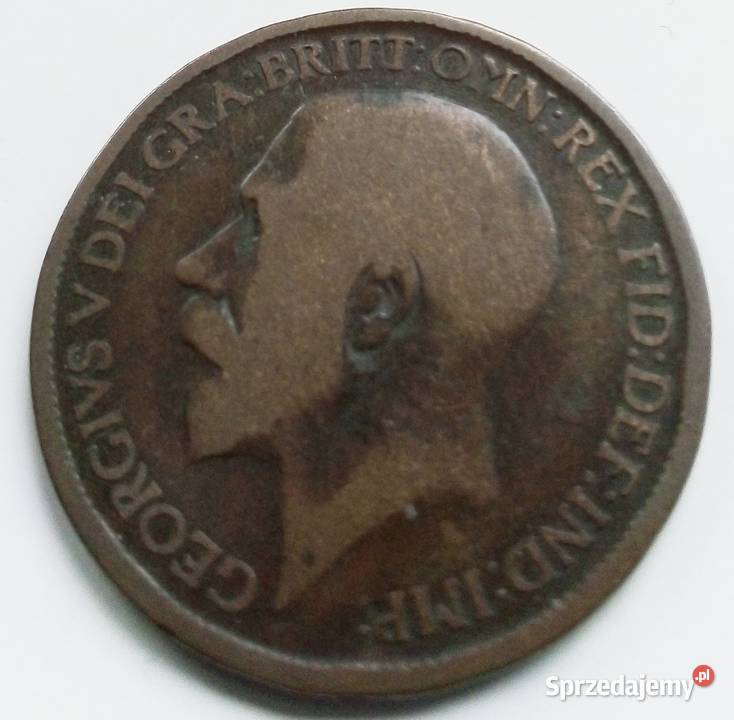 GEORGIVS V DEI GRA: BRITT: OMN: REX FID: DEF: IND: IMP:
Sprzedajemy.pl